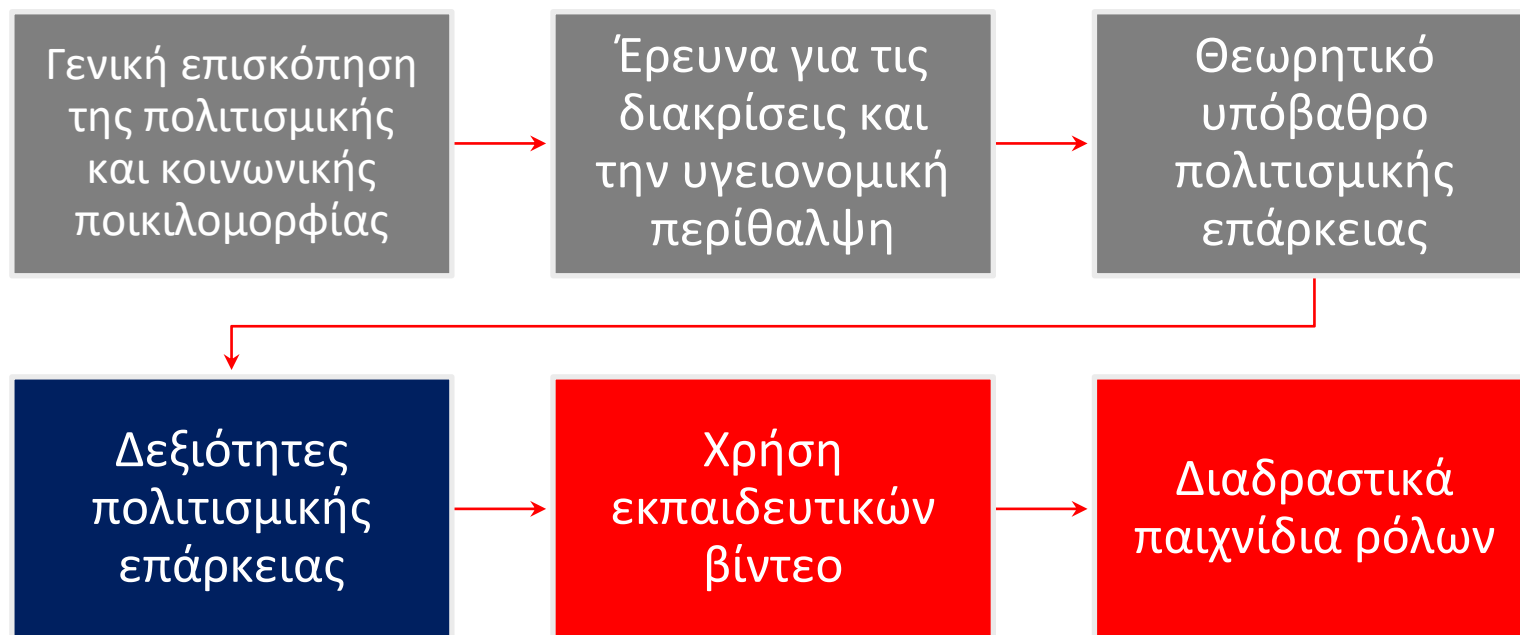 Γενική επισκόπηση
της πολιτισμικής
και κοινωνικής
ποικιλομορφίας
Έρευνα για τις
διακρίσεις και
την υγειονομική
περίθαλψη
Θεωρητικό
υπόβαθρο
πολιτισμικής
επάρκειας
Δεξιότητες
πολιτισμικής
επάρκειας
Χρήση
εκπαιδευτικών
βίντεο
Διαδραστικά
παιχνίδια ρόλων